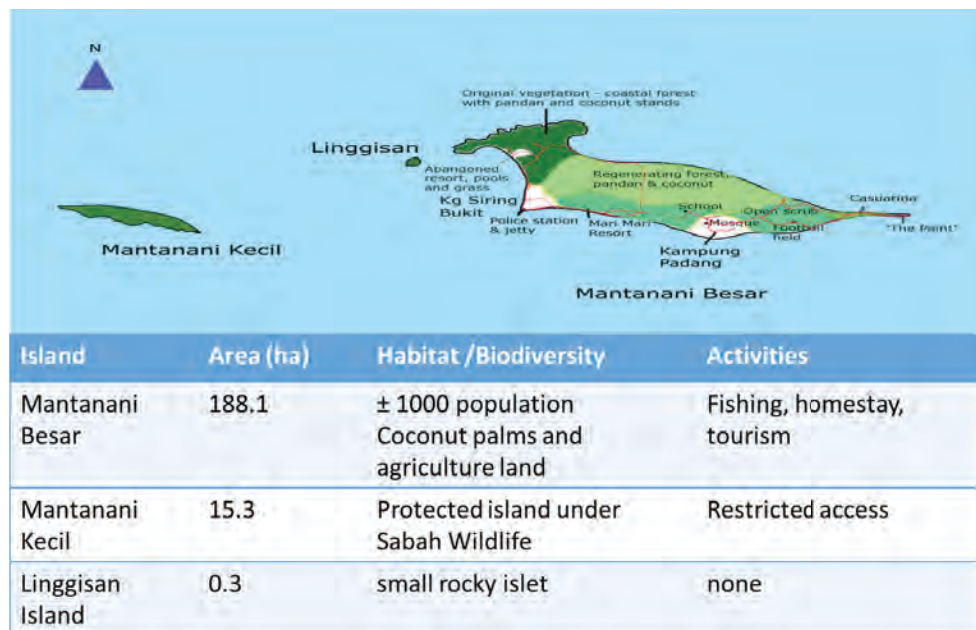 N
Original vegetation - coastal forest
with pandan and coconut stands
Linggisan
Abandoned
resort, pools
and grass
Regenerating forest,
pandan & coconut
Kg Siring
Bukit
Police station
& jetty
Mari Mari
Resort
School
Mosque
Open scrub
Football
field
Casuarina
"The Point"
Kampung
Padang
Mantanani Kecil
Mantanani Besar
Island Area (ha) Habitat /Biodiversity Activities
Mantanani 188.1 ± 1000 population Fishing, homestay,
Besar Coconut palms and tourism
agriculture land
Mantanani 15.3 Protected island under Restricted access
Kecil Sabah Wildlife
Linggisan 0.3 small rocky islet none
Island